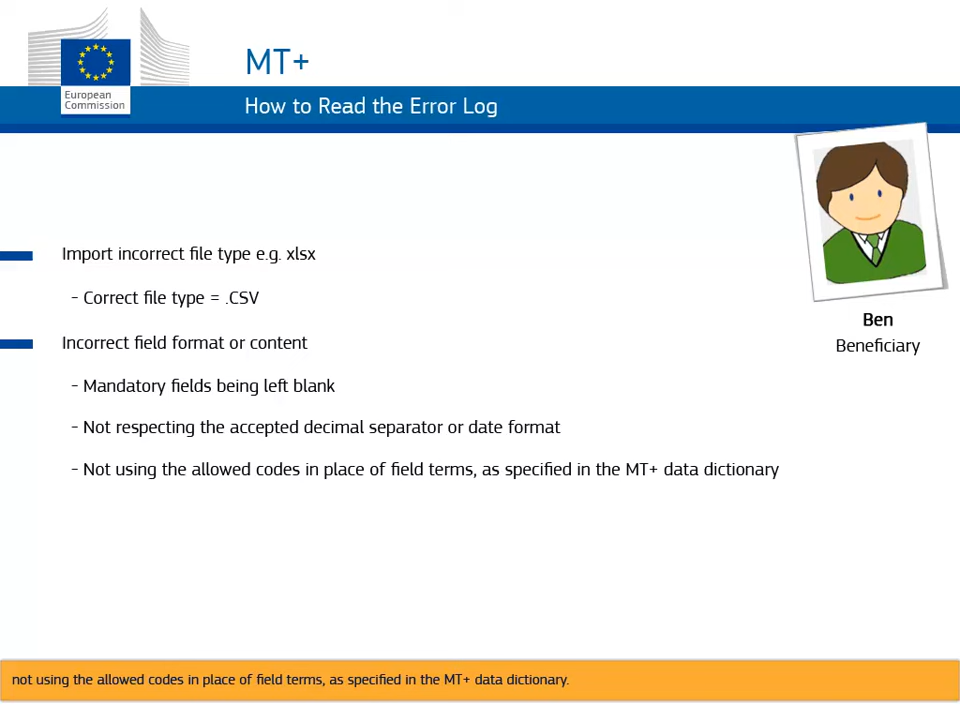 MT+
European
Commission
How to Read the Error Log
Import incorrect file type e.g. xlsx
- Correct file type = .CSV
Ben
Beneficiary
Incorrect field format or content
- Mandatory fields being left blank
- Not respecting the accepted decimal separator or date format
- Not using the allowed codes in place of field terms, as specified in the MT+ data dictionary
not using the allowed codes in place of field terms, as specified in the MT+ data dictionary.